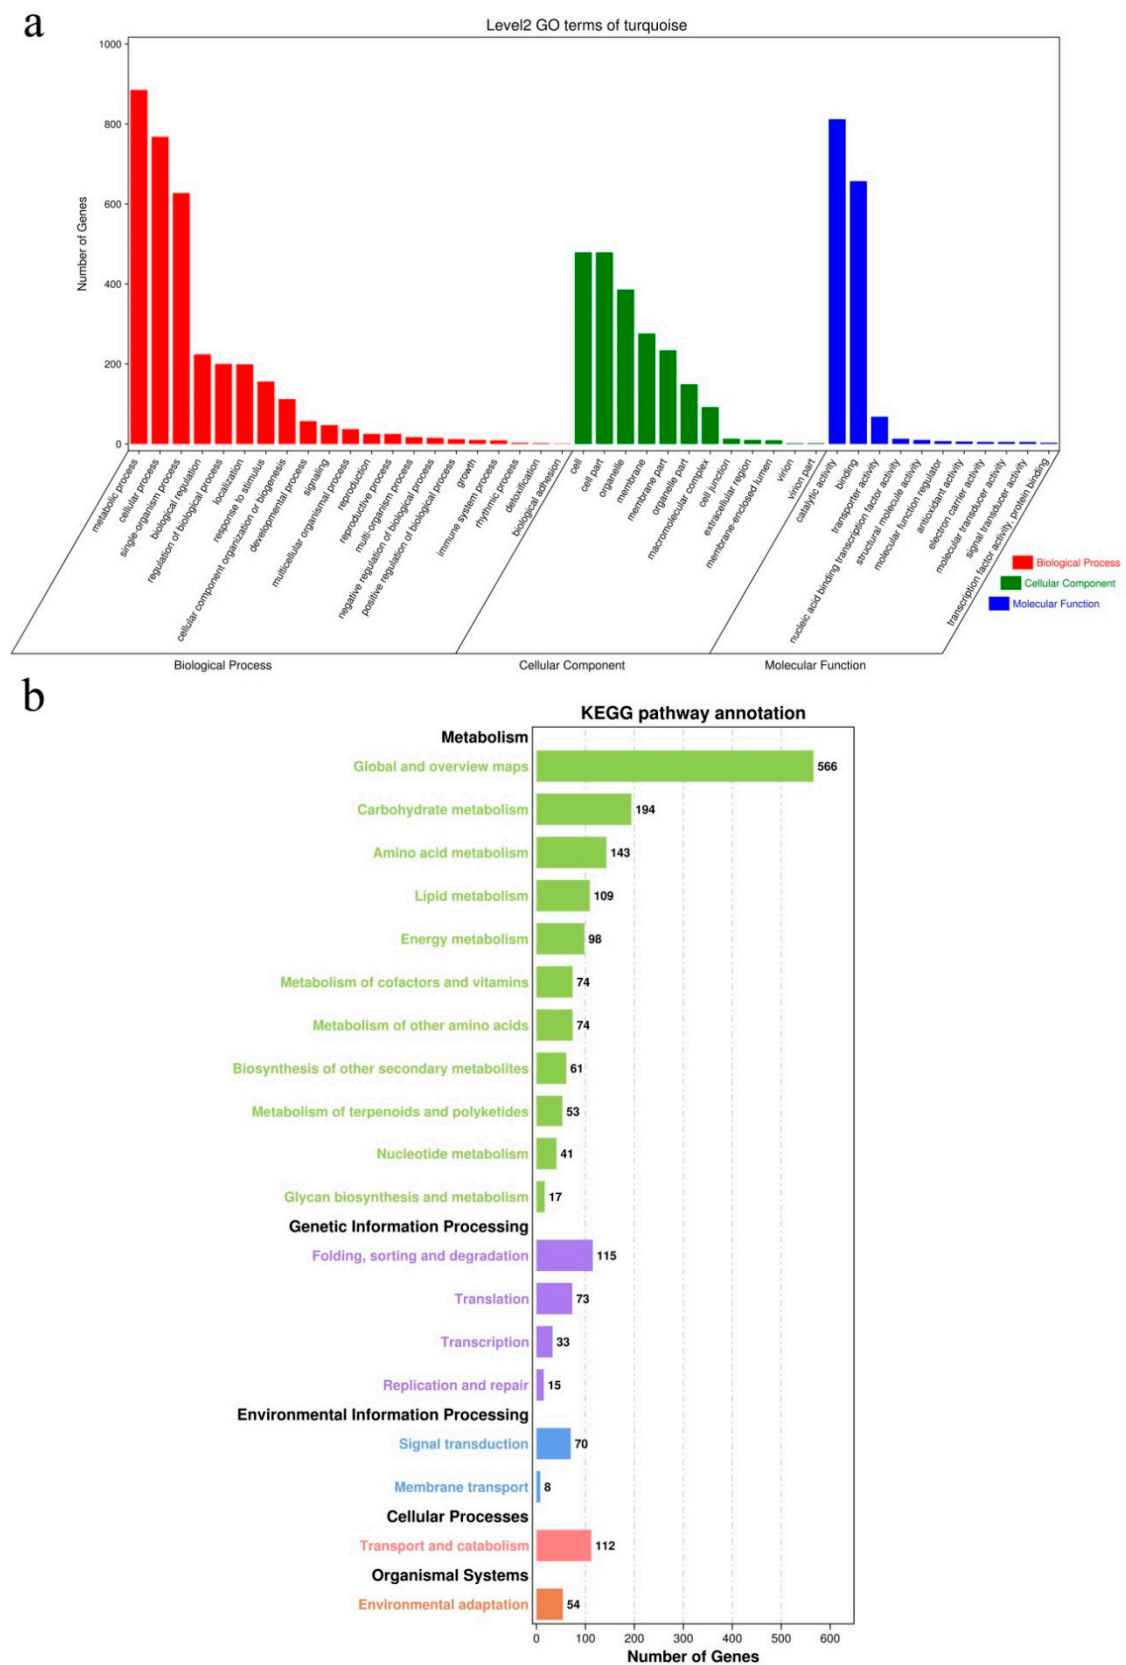 a
Level2 GO terms of turquoise
Number of Genes
1000
800
600
400
200
0
metabolic process
cellular process
single-organism process
biological regulation
regulation of biological process
localization
response to stimulus
cellular component organization or biogenesis
developmental process
signaling
multicellular organismal process
reproduction
reproductive process
multi-organism process
negative regulation of biological process
positive regulation of biological process
growth
immune system process
rhythmic process
detoxification
biological adhesion
cell
cell part
organelle
membrane
membrane part
organelle part
macromolecular complex
cell junction
extracellular region
membrane-enclosed lumen
virion
virion part
catalytic activity
binding
transporter activity
nucleic acid binding transcription factor activity
structural molecule activity
molecular function regulator
antioxidant activity
electron carrier activity
molecular transducer activity
signal transducer activity
transcription factor activity, protein binding
Biological Process
Cellular Component
Molecular Function
Biological Process
Cellular Component
Molecular Function
b
KEGG pathway annotation
Metabolism
Global and overview maps 566
Carbohydrate metabolism 194
Amino acid metabolism 143
Lipid metabolism 109
Energy metabolism 98
Metabolism of cofactors and vitamins 74
Metabolism of other amino acids 74
Biosynthesis of other secondary metabolites 61
Metabolism of terpenoids and polyketides 53
Nucleotide metabolism 41
Glycan biosynthesis and metabolism 17
Genetic Information Processing
Folding, sorting and degradation 115
Translation 73
Transcription 33
Replication and repair 15
Environmental Information Processing
Signal transduction 70
Membrane transport 8
Cellular Processes
Transport and catabolism 112
Organismal Systems
Environmental adaptation 54
0 100 200 300 400 500 600
Number of Genes